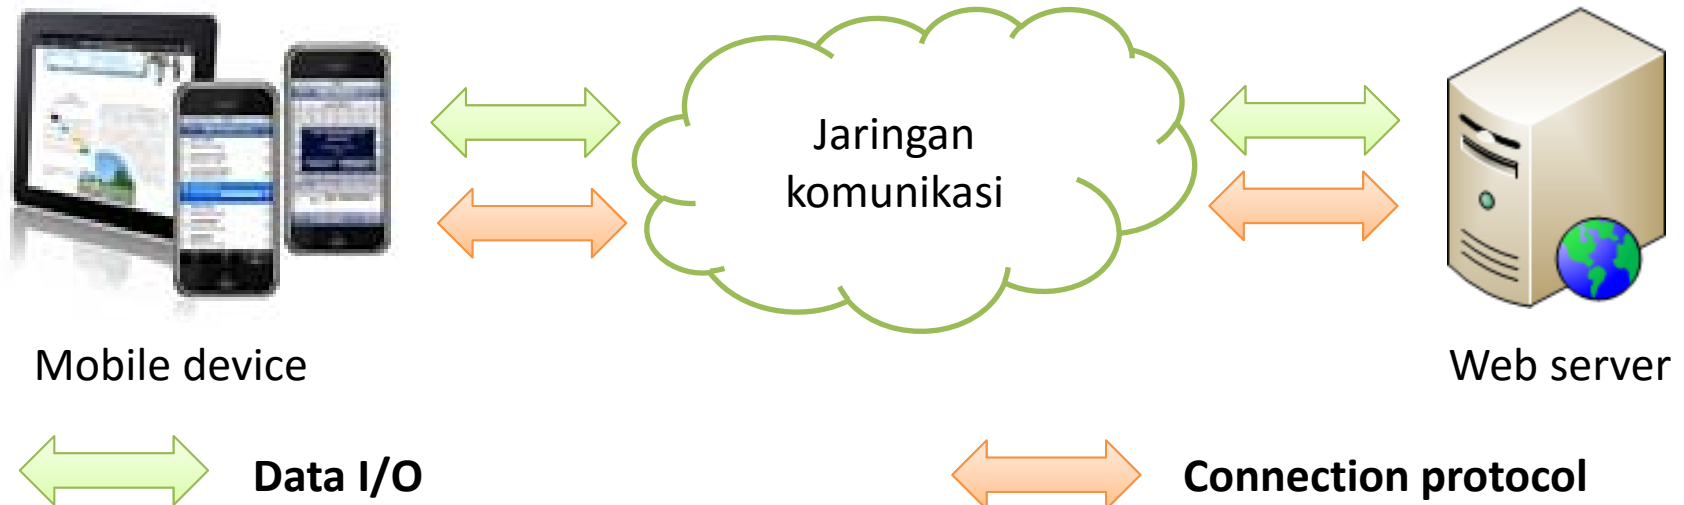 Jaringan
komunikasi
Mobile device
Web server
Data I/O
Connection protocol